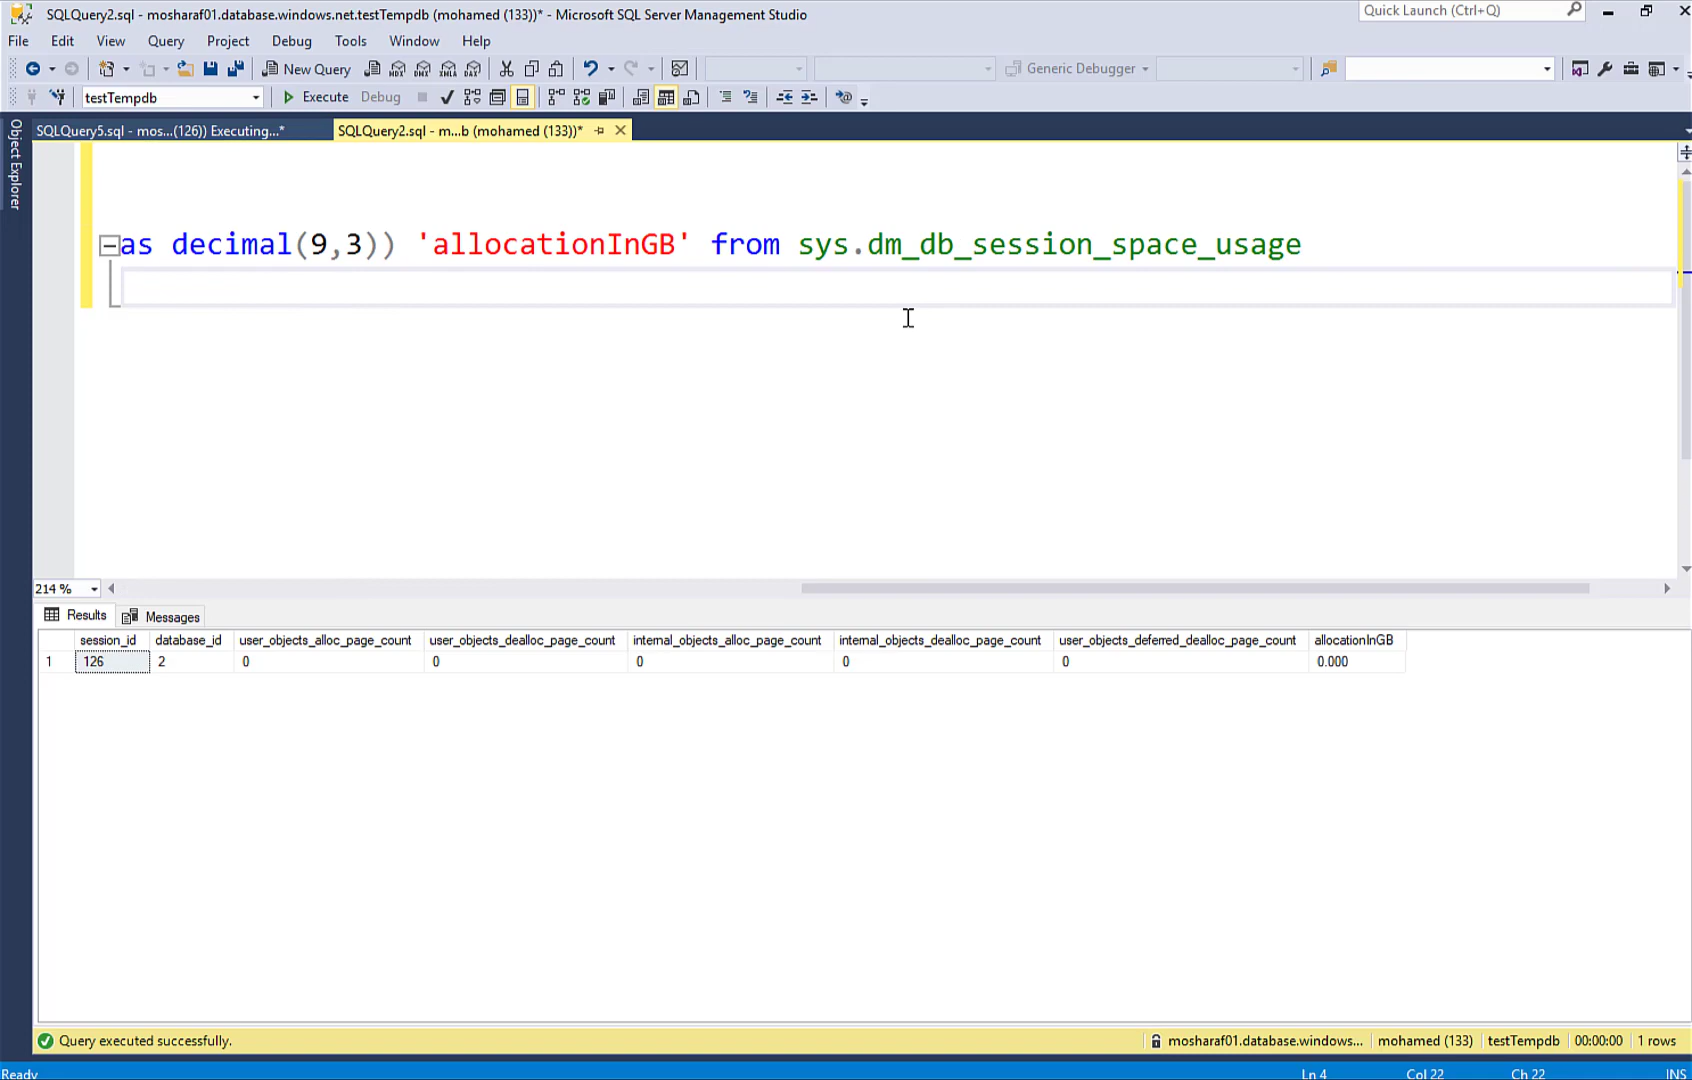 SQLQuery2.sql - mosharaf01.database.windows.net.testTempdb (mohamed (133))* - Microsoft SQL Server Management Studio
Quick Launch (Ctrl+Q)
File Edit View Query Project Debug Tools Window Help
New Query MDX DMX XMLA DAX Generic Debugger
testTempdb Execute Debug
Object Explorer
SQLQuery5.sql - mos...(126)) Executing...* SQLQuery2.sql - m...b (mohamed (133))*
as decimal(9,3)) 'allocationInGB' from sys.dm_db_session_space_usage
214 %
Results Messages
session_id database_id user_objects_alloc_page_count user_objects_dealloc_page_count internal_objects_alloc_page_count internal_objects_dealloc_page_count user_objects_deferred_dealloc_page_count allocationInGB
1 126 2 0 0 0 0 0 0.000
Query executed successfully. mosharaf01.database.windows... mohamed (133) testTempdb 00:00:00 1 rows
Ready Ln 4 Col 22 Ch 22 INS